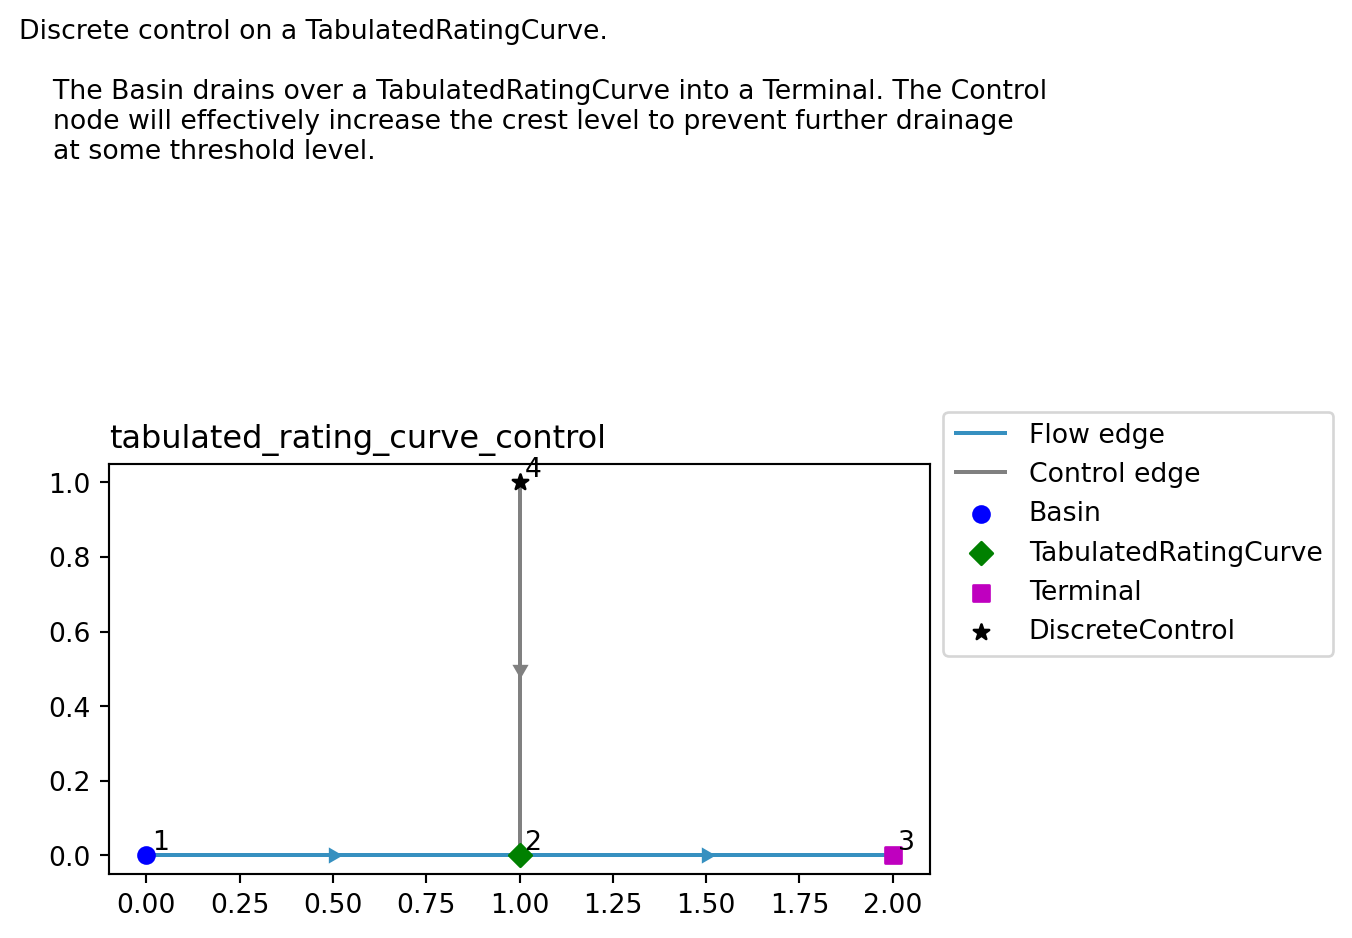 Discrete control on a TabulatedRatingCurve.
The Basin drains over a TabulatedRatingCurve into a Terminal. The Control
node will effectively increase the crest level to prevent further drainage
at some threshold level.
tabulated_rating_curve_control
Flow edge
Control edge
Basin
TabulatedRatingCurve
Terminal
DiscreteControl
4
1.0
0.8
0.6
0.4
0.2
0.0
1
2
3
0.00 0.25 0.50 0.75 1.00 1.25 1.50 1.75 2.00